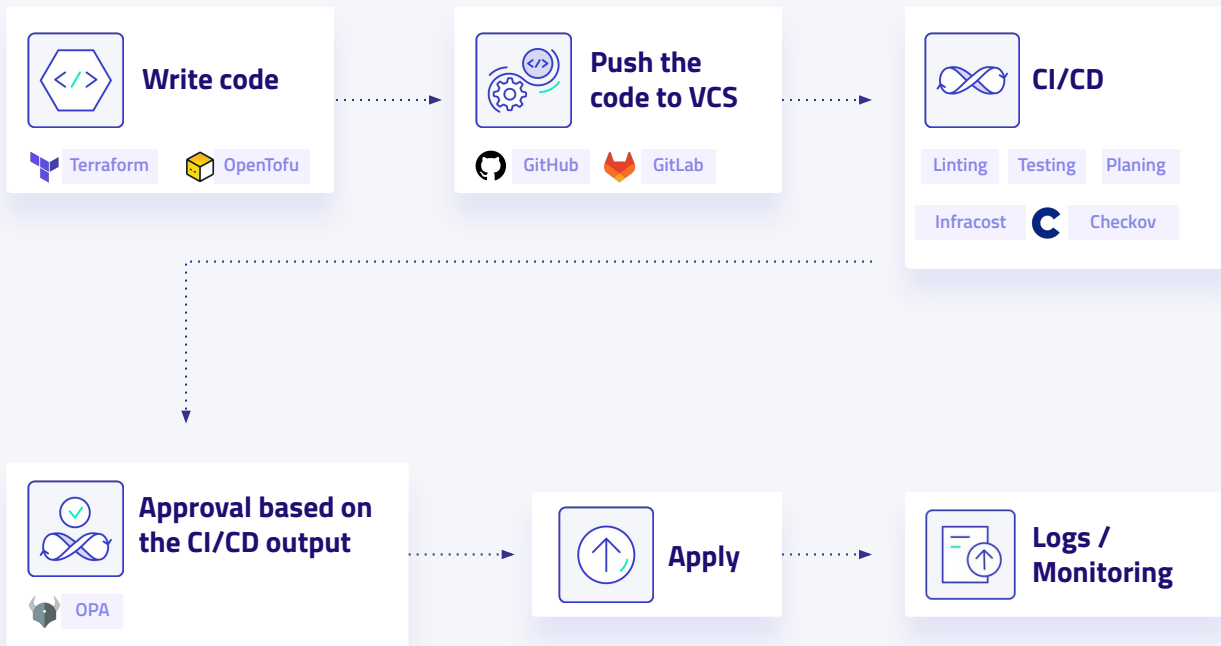 Write code
Terraform
OpenTofu
Push the
code to VCS
GitHub
GitLab
CI/CD
Linting
Testing
Planing
Infracost
Checkov
Approval based on
the CI/CD output
OPA
Apply
Logs /
Monitoring